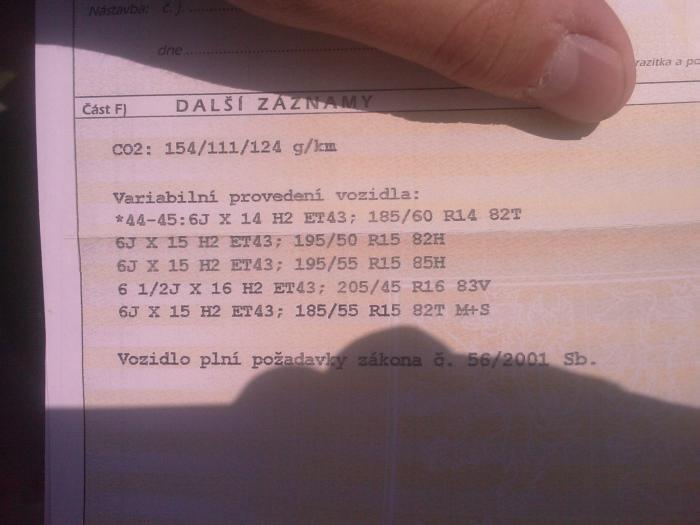 Nástavba: č. j.
dne
razítka a po
Část F) DALŠÍ ZÁZNAMY
CO2: 154/111/124 g/km
Variabilní provedení vozidla:
*44-45:6J X 14 H2 ET43; 185/60 R14 82T
6J X 15 H2 ET43; 195/50 R15 82H
6J X 15 H2 ET43; 195/55 R15 85H
6 1/2J X 16 H2 ET43; 205/45 R16 83V
6J X 15 H2 ET43; 185/55 R15 82T M+S
Vozidlo plní požadavky zákona č. 56/2001 Sb.